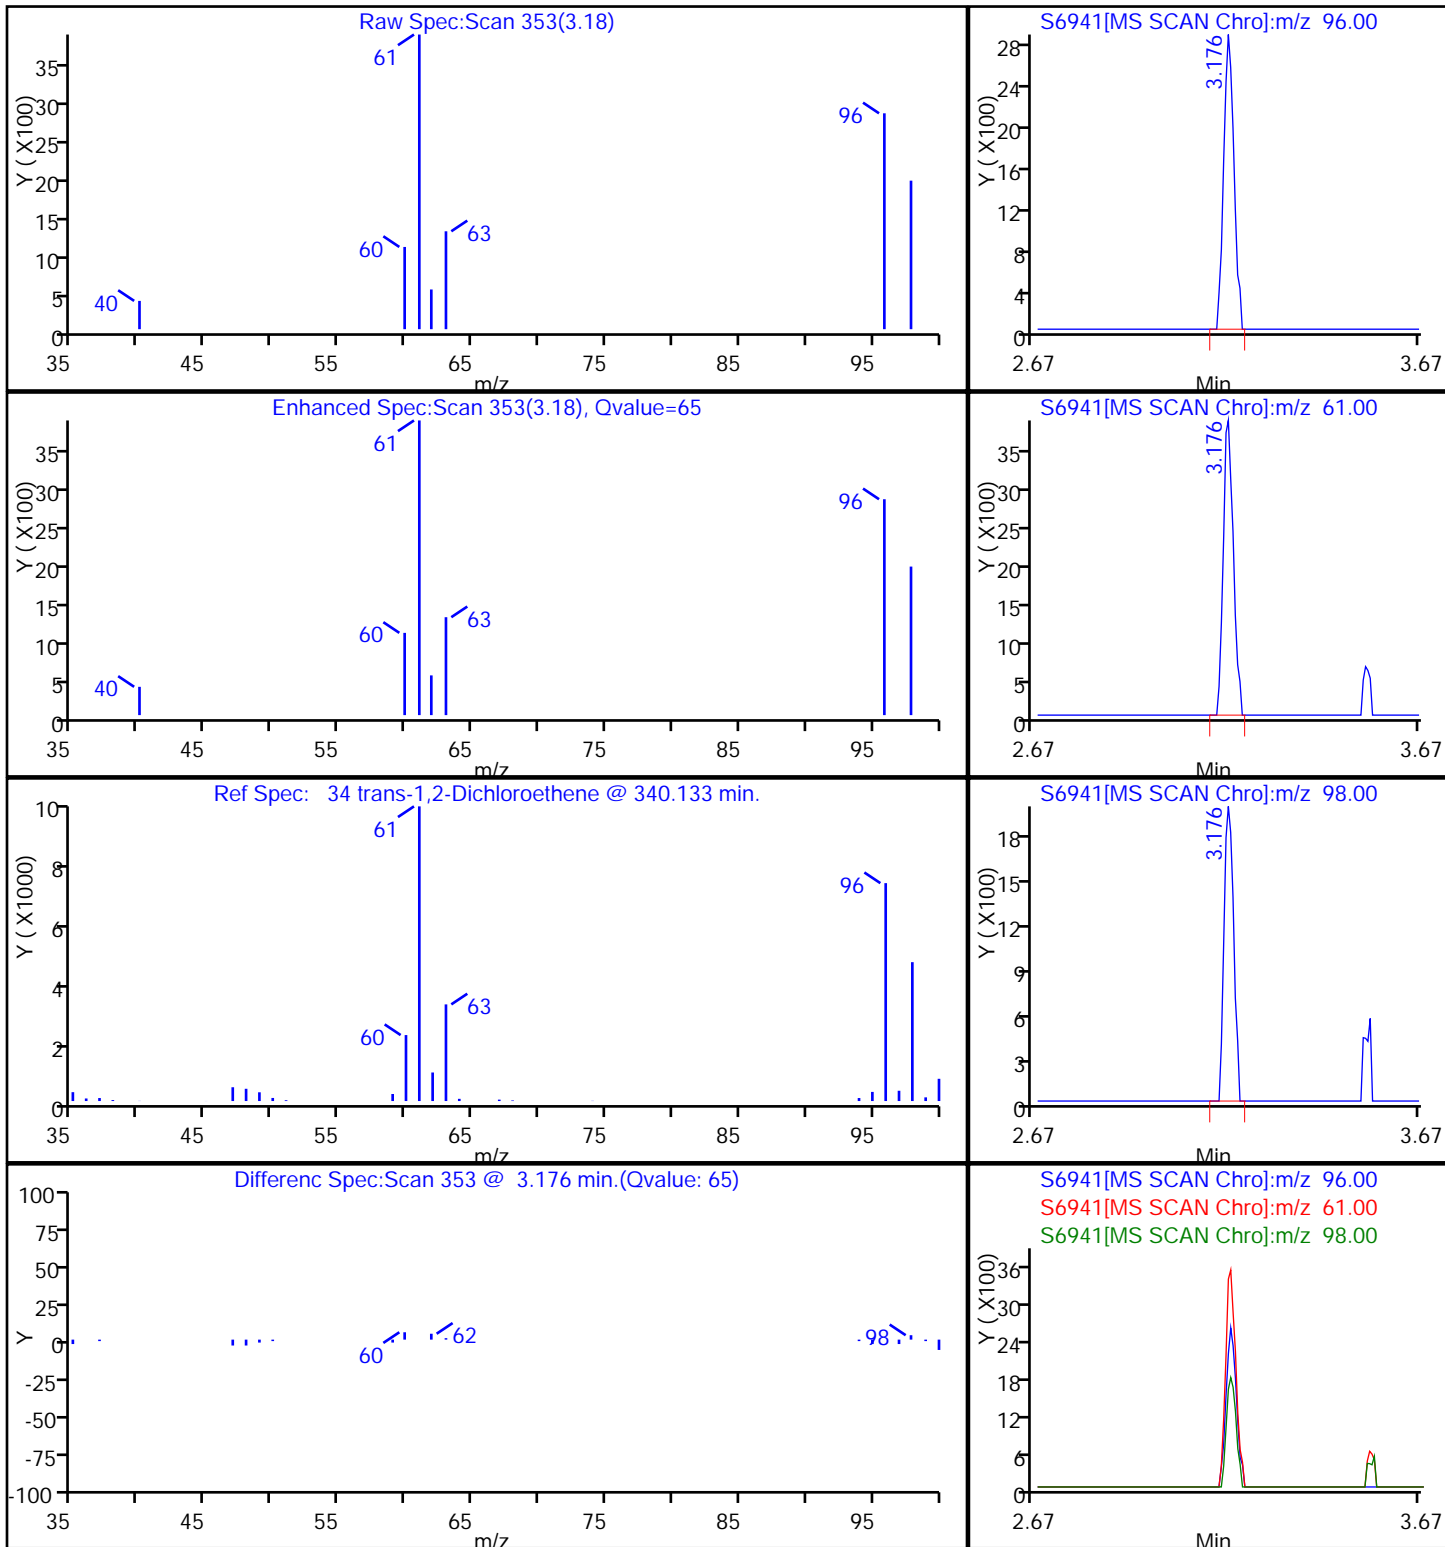 Raw Spec:Scan 353(3.18)
Y ( X100)
35
30
25
20
15
10
5
0
61
96
60
63
40
35 45 55 65 75 85 95
m/z
S6941[MS SCAN Chro]:m/z 96.00
Y ( X100)
28
24
20
16
12
8
4
0
3.176
2.67 3.67
Min
Enhanced Spec:Scan 353(3.18), Qvalue=65
Y ( X100)
35
30
25
20
15
10
5
0
61
96
60
63
40
35 45 55 65 75 85 95
m/z
S6941[MS SCAN Chro]:m/z 61.00
Y ( X100)
35
30
25
20
15
10
5
0
3.176
2.67 3.67
Min
Ref Spec: 34 trans-1,2-Dichloroethene @ 340.133 min.
Y ( X1000)
10
8
6
4
2
0
61
96
63
60
35 45 55 65 75 85 95
m/z
S6941[MS SCAN Chro]:m/z 98.00
Y ( X100)
18
15
12
9
6
3
0
3.176
2.67 3.67
Min
Differenc Spec:Scan 353 @ 3.176 min.(Qvalue: 65)
Y
100
75
50
25
0
-25
-50
-75
-100
60
62
98
35 45 55 65 75 85 95
m/z
S6941[MS SCAN Chro]:m/z 96.00
S6941[MS SCAN Chro]:m/z 61.00
S6941[MS SCAN Chro]:m/z 98.00
Y ( X100)
36
30
24
18
12
6
0
2.67 3.67
Min